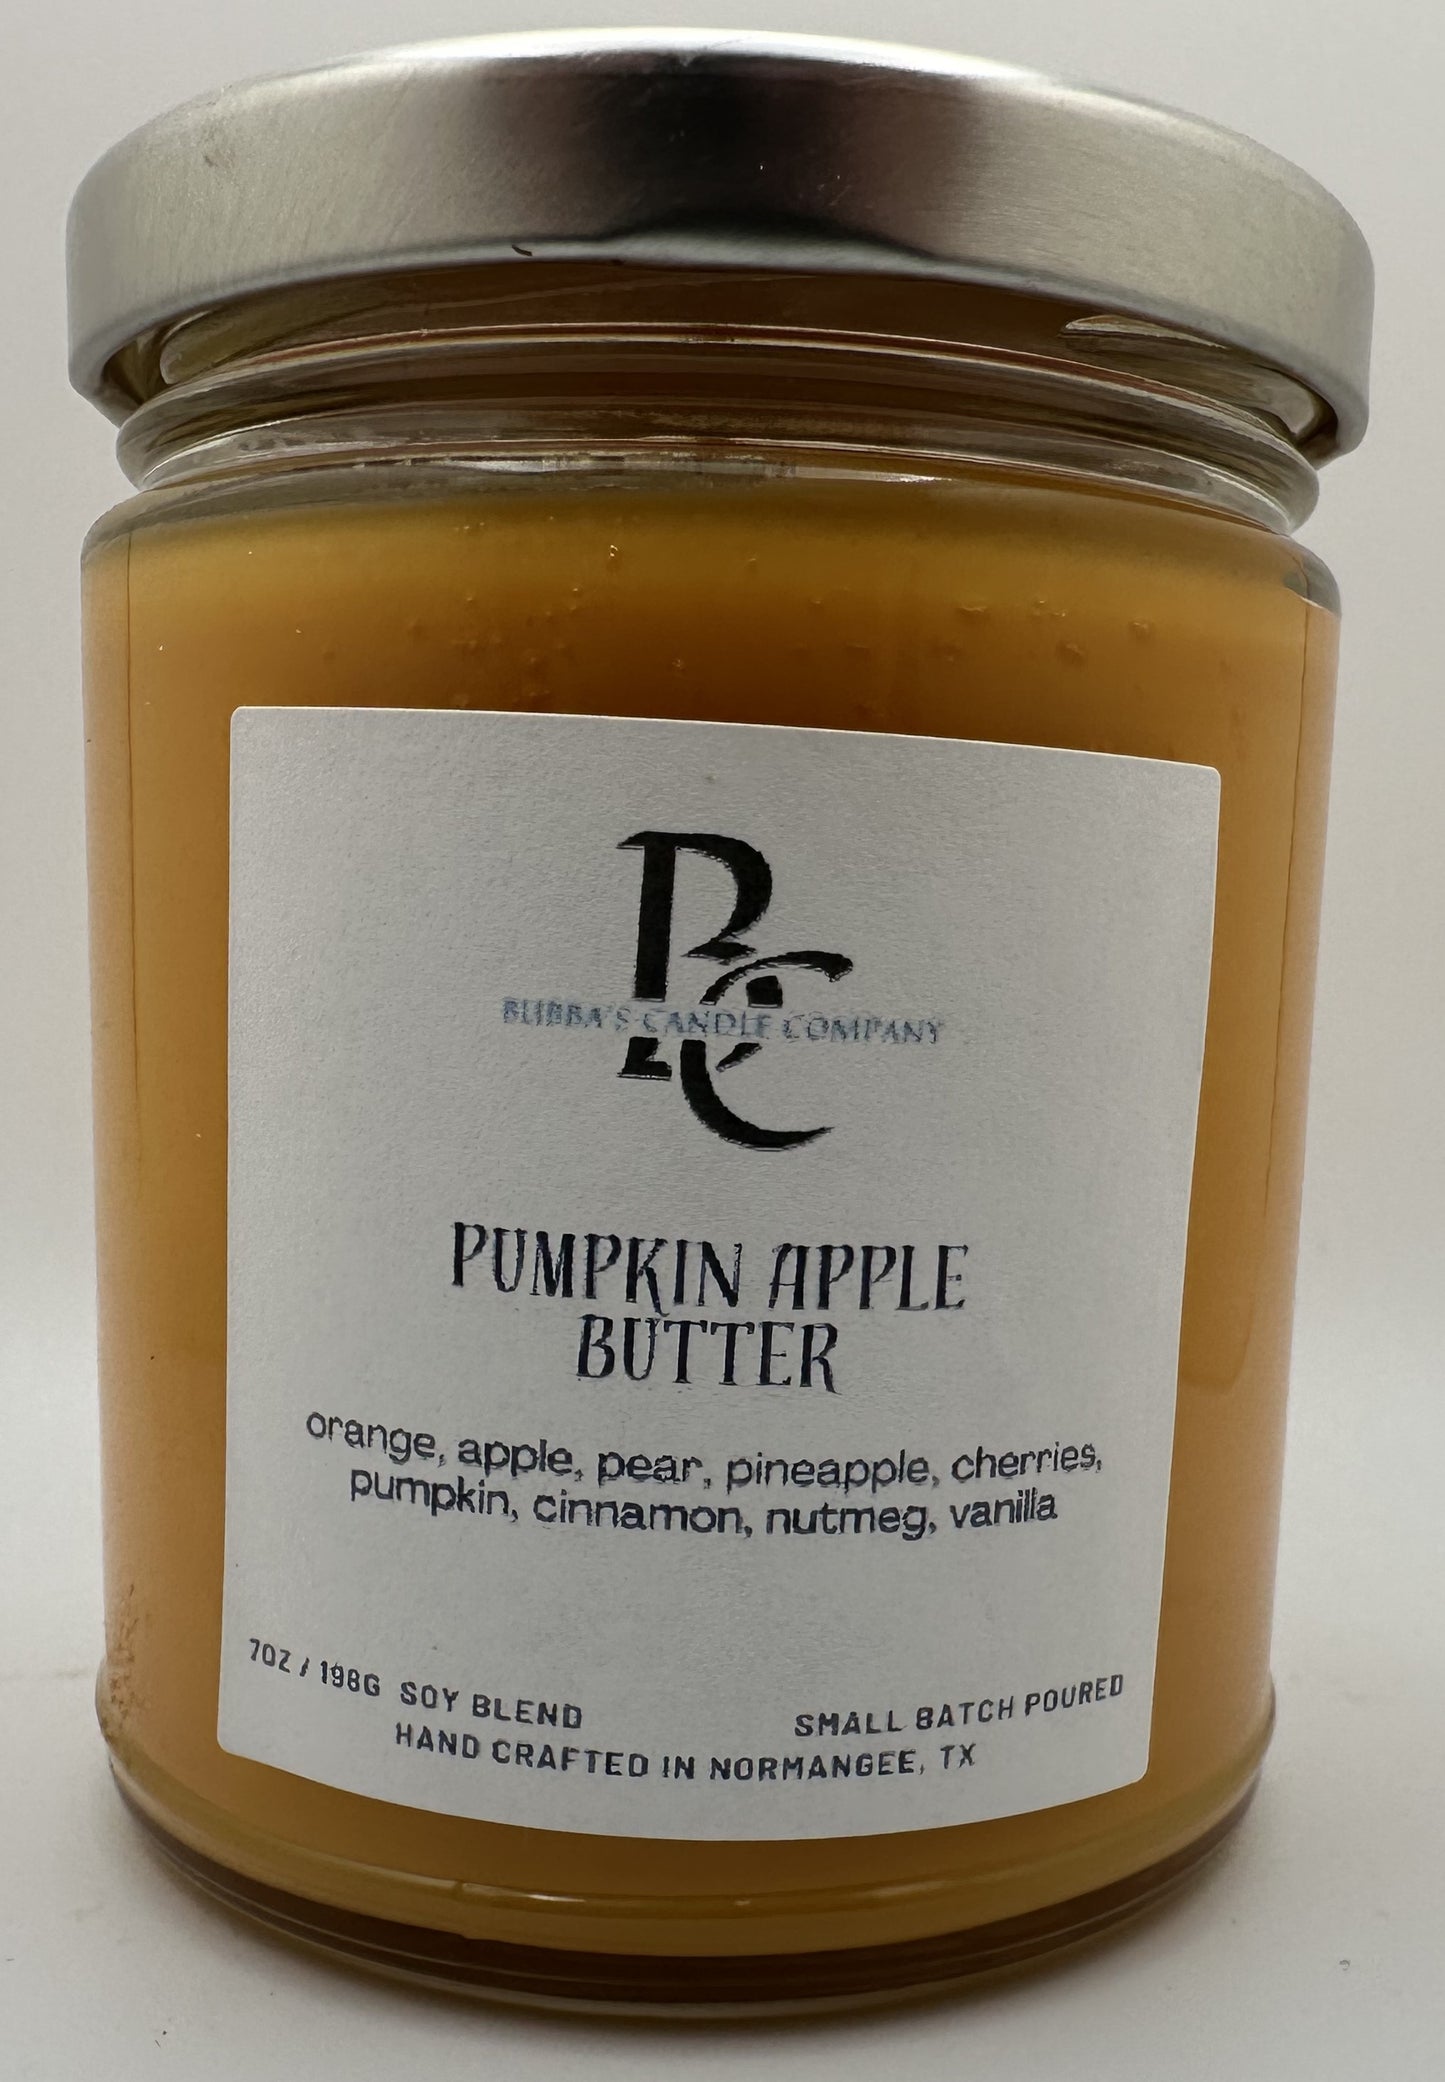 BC
BUBBA'S CANDLE COMPANY
PUMPKIN APPLE
BUTTER
orange, apple, pear, pineapple, cherries,
pumpkin, cinnamon, nutmeg, vanilla
7OZ / 198G SOY BLEND SMALL BATCH POURED
HAND CRAFTED IN NORMANGEE, TX